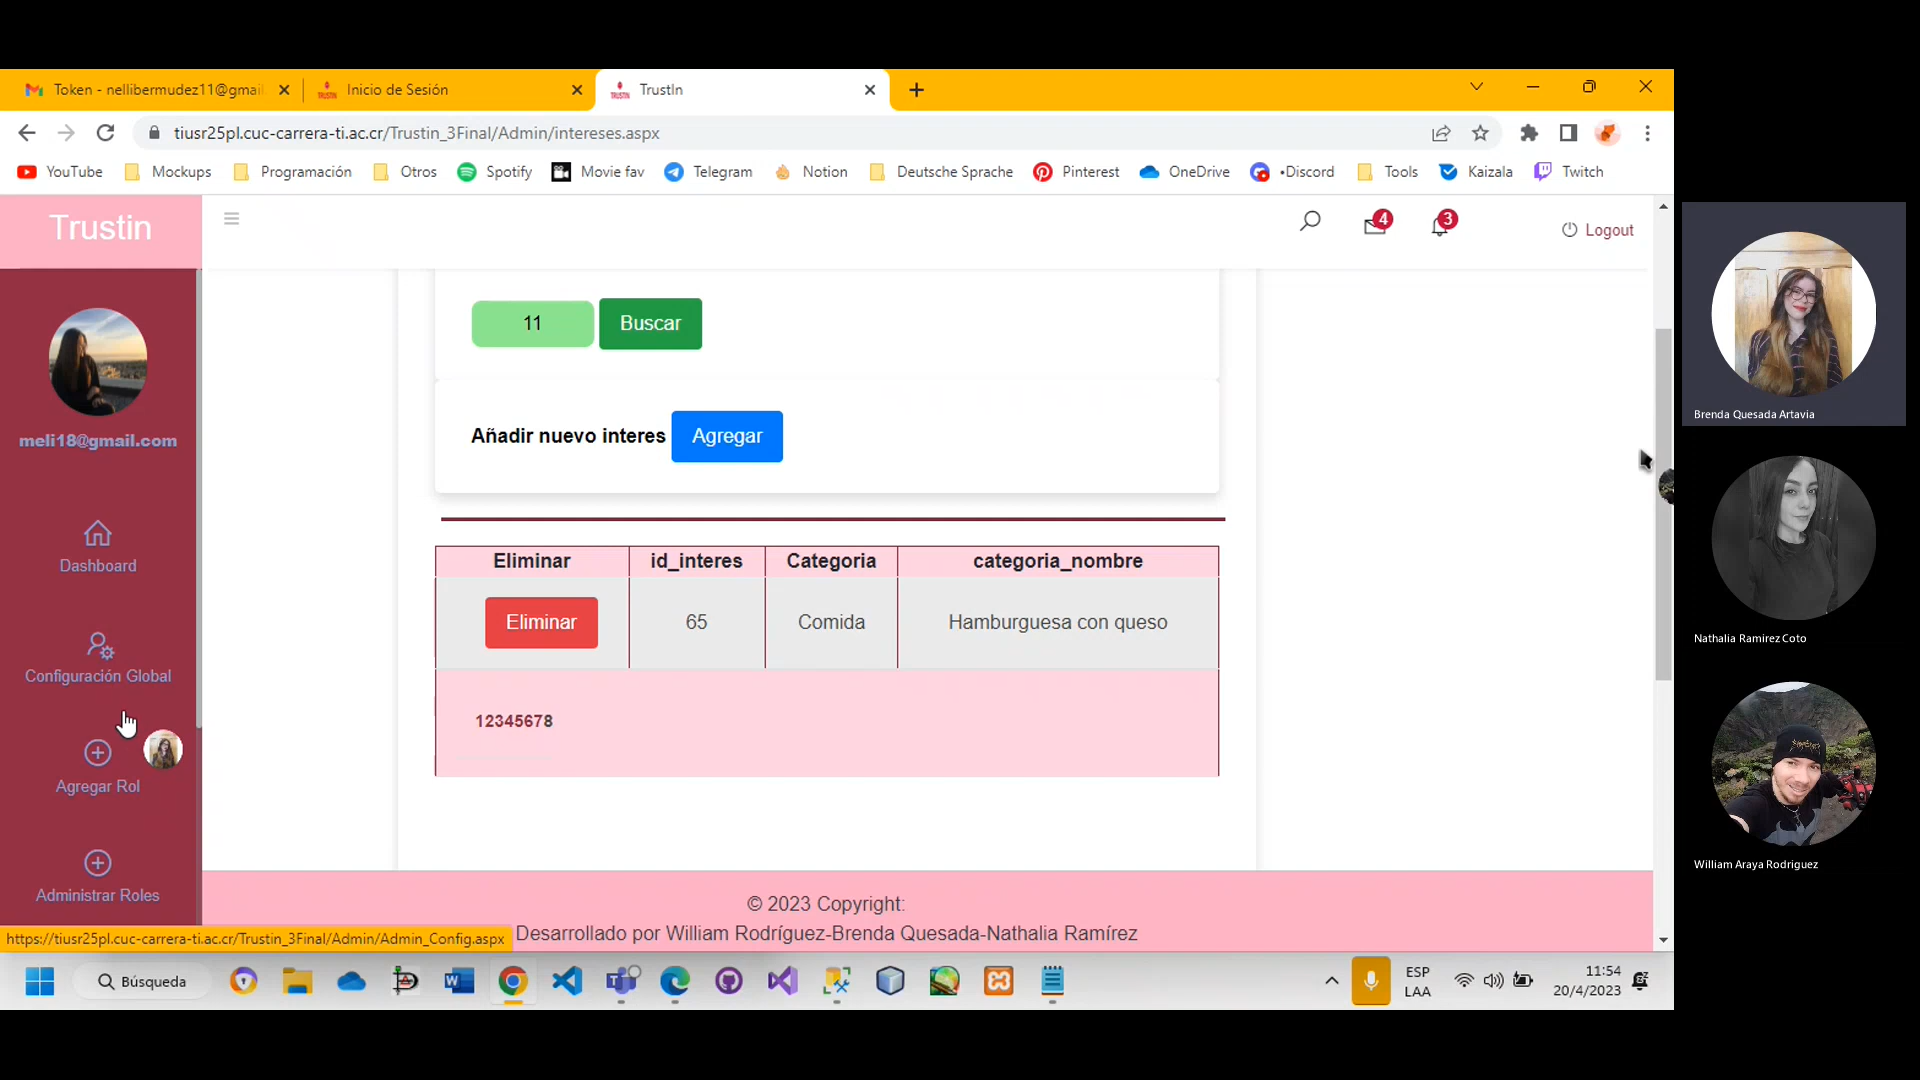 Token - nellibermudez11@gmai
Inicio de Sesión
TrustIn
tiusr25pl.cuc-carrera-ti.ac.cr/Trustin_3Final/Admin/intereses.aspx
YouTube
Mockups
Programación
Otros
Spotify
Movie fav
Telegram
Notion
Deutsche Sprache
Pinterest
OneDrive
•Discord
Tools
Kaizala
Twitch
Trustin
4
3
Logout
meli18@gmail.com
Dashboard
Configuración Global
Agregar Rol
Administrar Roles
11
Buscar
Añadir nuevo interes
Agregar
Eliminar id_interes Categoria categoria_nombre
Eliminar 65 Comida Hamburguesa con queso
12345678
© 2023 Copyright:
Desarrollado por William Rodríguez-Brenda Quesada-Nathalia Ramírez
https://tiusr25pl.cuc-carrera-ti.ac.cr/Trustin_3Final/Admin/Admin_Config.aspx
Búsqueda
ESP
LAA
11:54
20/4/2023
Brenda Quesada Artavia
Nathalia Ramirez Coto
William Araya Rodriguez